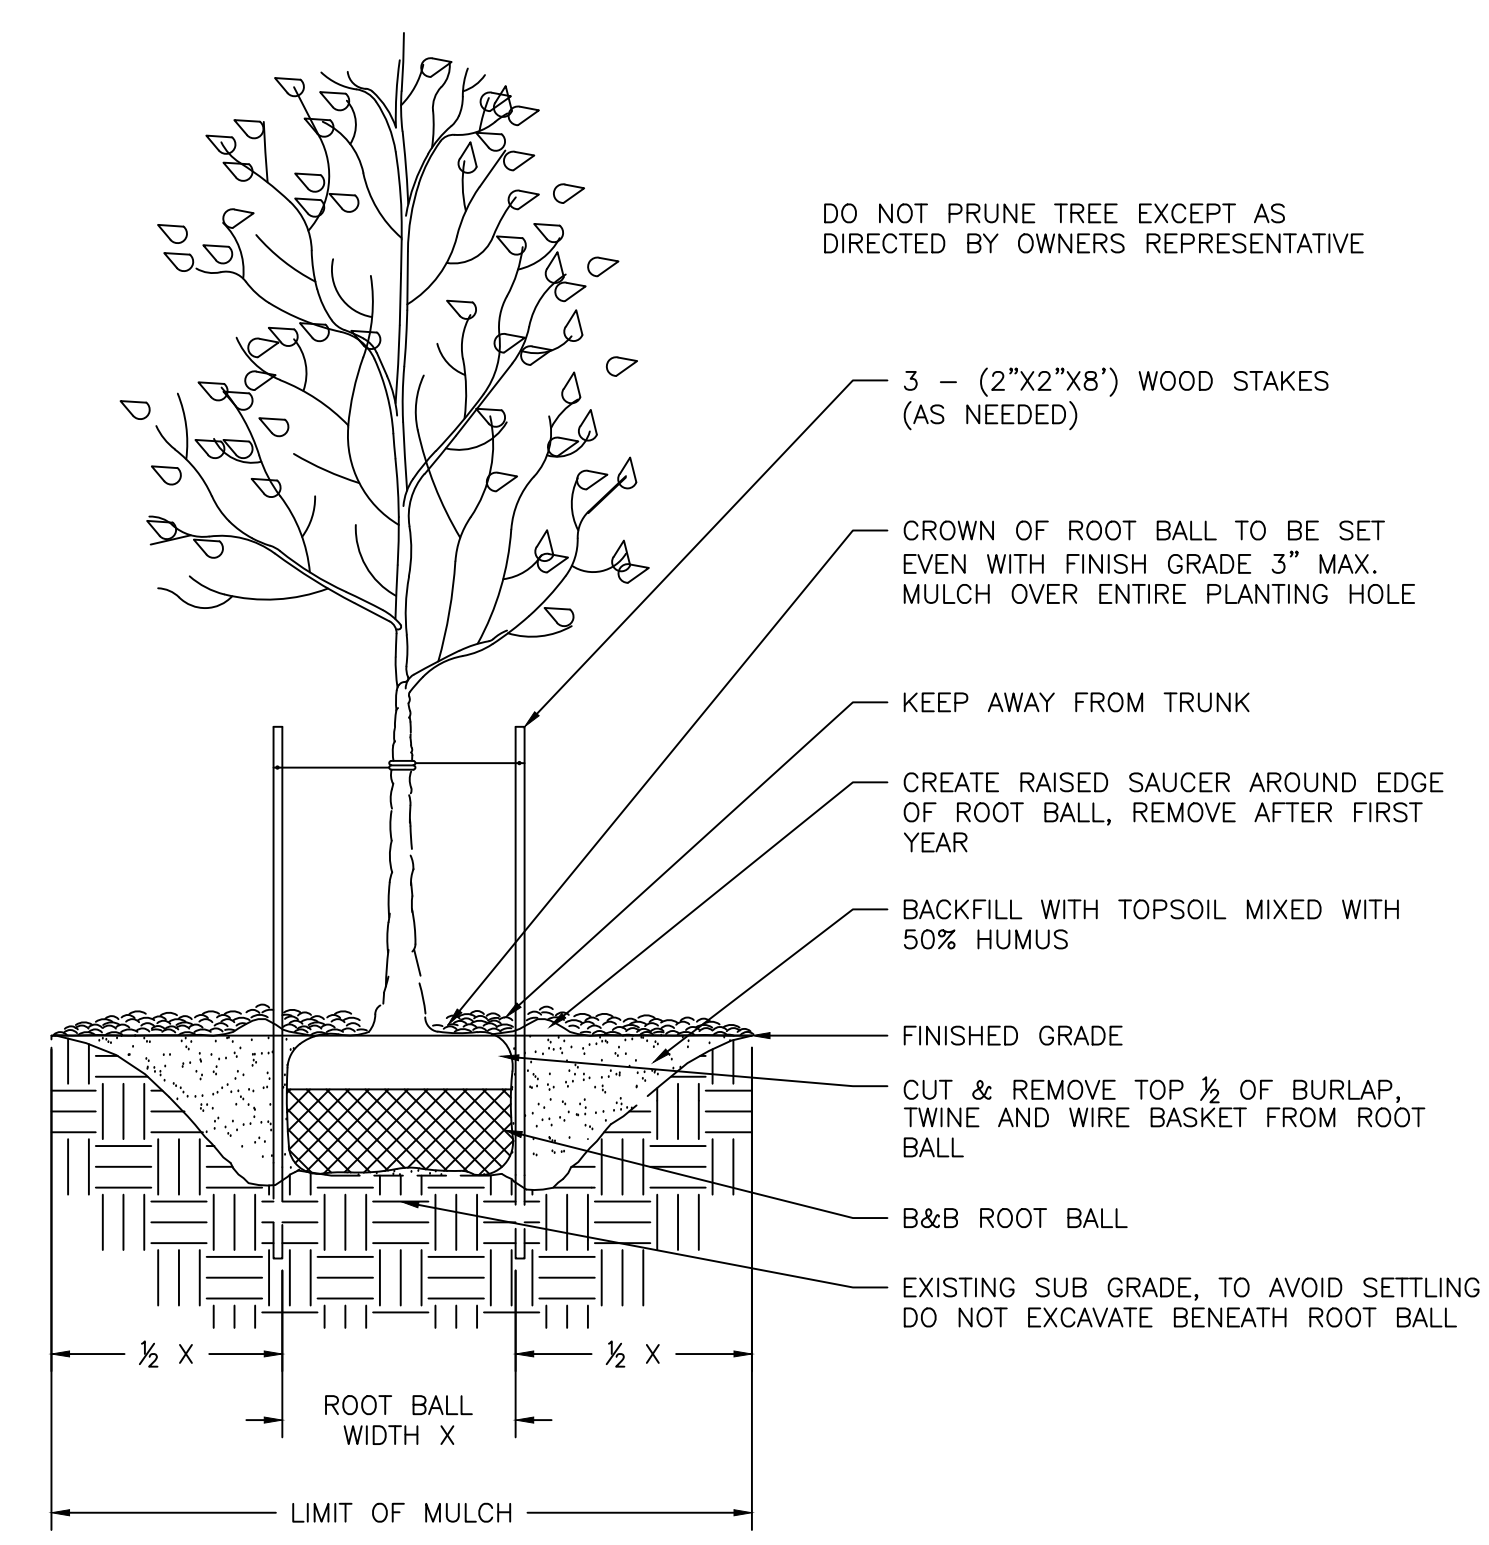 DO NOT PRUNE TREE EXCEPT AS
DIRECTED BY OWNERS REPRESENTATIVE
3 – (2”X2”X8’) WOOD STAKES
(AS NEEDED)
CROWN OF ROOT BALL TO BE SET
EVEN WITH FINISH GRADE 3” MAX.
MULCH OVER ENTIRE PLANTING HOLE
KEEP AWAY FROM TRUNK
CREATE RAISED SAUCER AROUND EDGE
OF ROOT BALL, REMOVE AFTER FIRST
YEAR
BACKFILL WITH TOPSOIL MIXED WITH
50% HUMUS
FINISHED GRADE
CUT & REMOVE TOP ½ OF BURLAP,
TWINE AND WIRE BASKET FROM ROOT
BALL
B&B ROOT BALL
EXISTING SUB GRADE, TO AVOID SETTLING
DO NOT EXCAVATE BENEATH ROOT BALL
½ X
½ X
ROOT BALL
WIDTH X
LIMIT OF MULCH